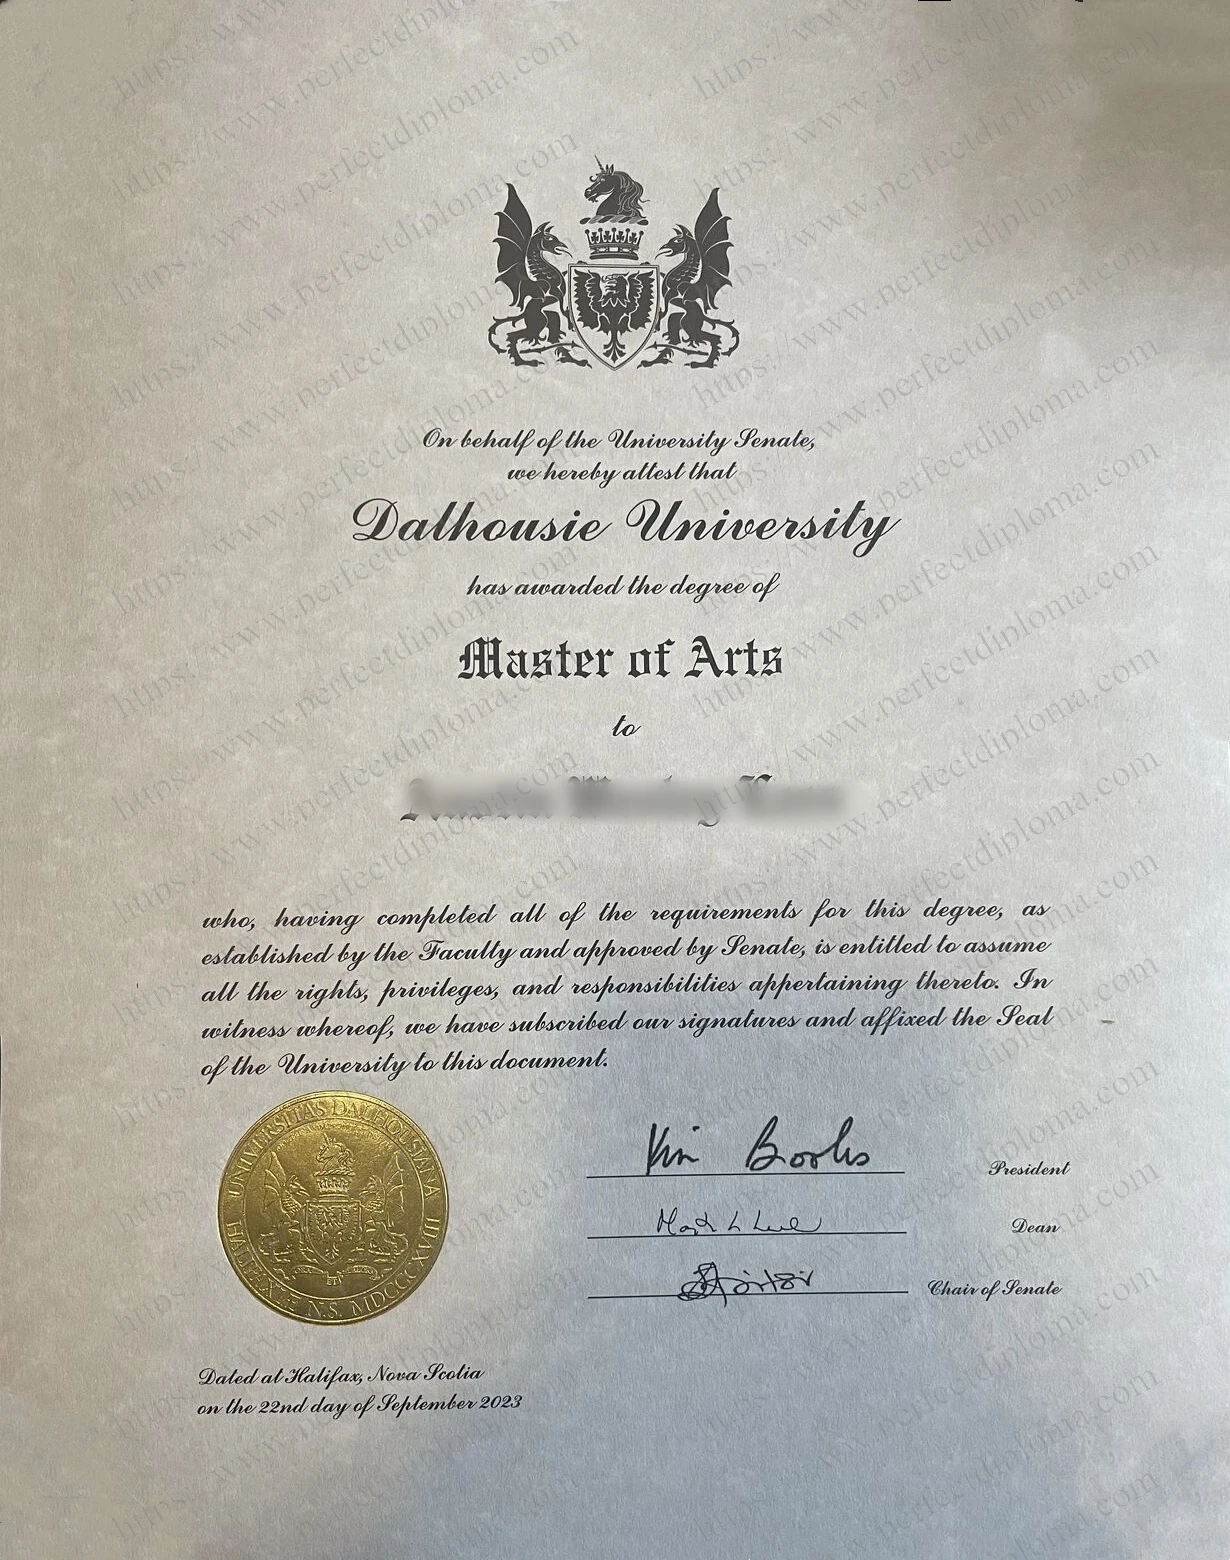 On behalf of the University Senate,
we hereby attest that
Dalhousie University
has awarded the degree of
Master of Arts
to
who, having completed all of the requirements for this degree, as
established by the Faculty and approved by Senate, is entitled to assume
all the rights, privileges, and responsibilities appertaining thereto. In
witness whereof, we have subscribed our signatures and affixed the Seal
of the University to this document.
UNIVERSITAS DALHOUSIANA
HALIFAXIÆ N.S. MDCCCXVIII
Kim Brooks
President
Dean
Chair of Senate
Dated at Halifax, Nova Scotia
on the 22nd day of September 2023
https://www.perfectdiploma.com